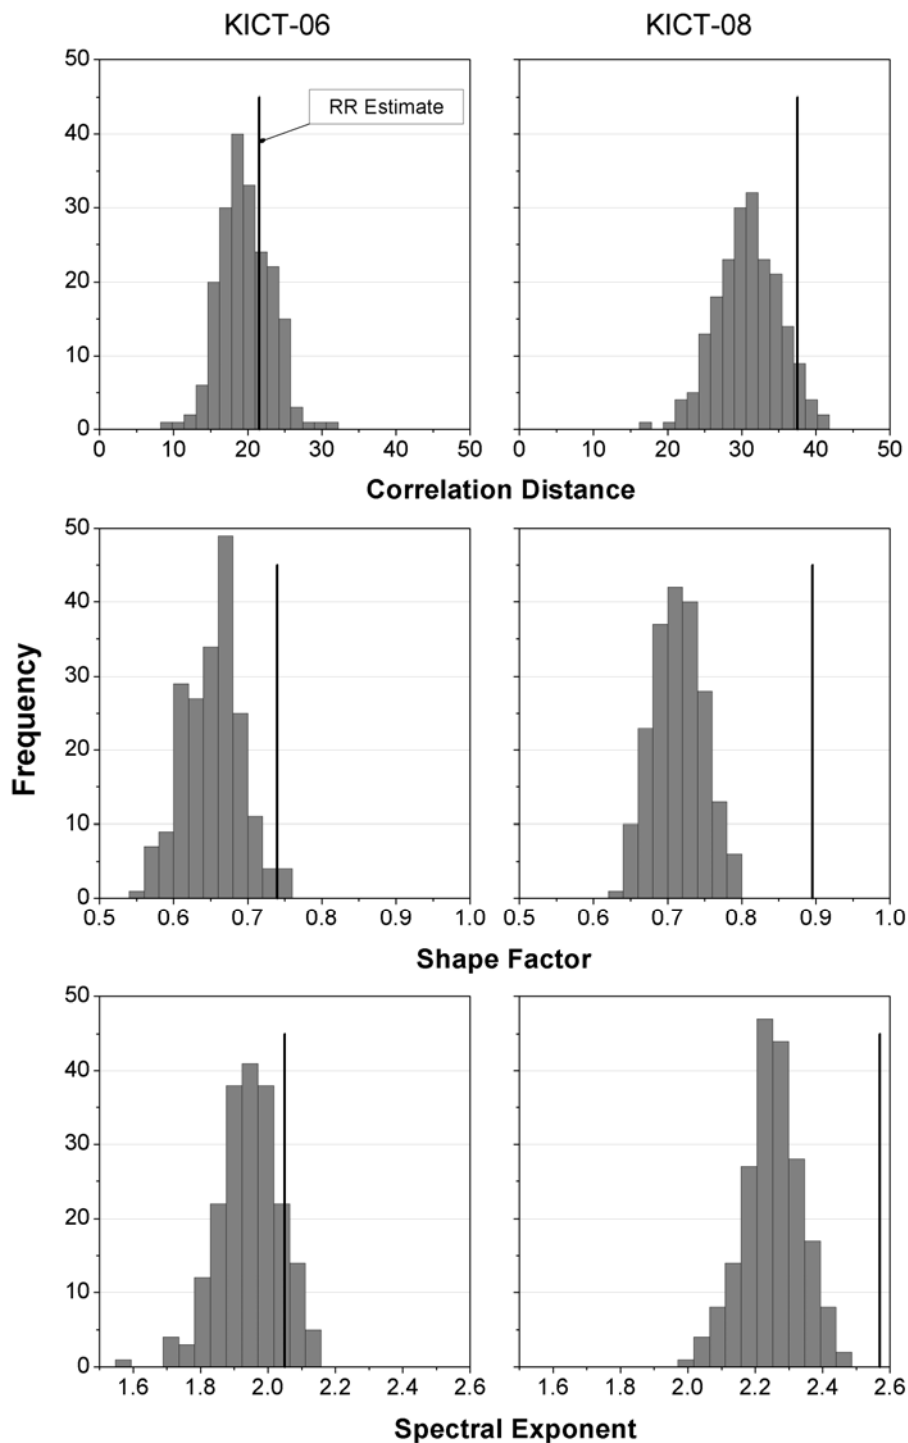 KICT-06 KICT-08
50
40
30
20
10
0
RR Estimate
0 10 20 30 40 50 0 10 20 30 40 50
Correlation Distance
50
40
30
20
10
0
0.5 0.6 0.7 0.8 0.9 1.0 0.5 0.6 0.7 0.8 0.9 1.0
Shape Factor
Frequency
50
40
30
20
10
0
1.6 1.8 2.0 2.2 2.4 2.6 1.6 1.8 2.0 2.2 2.4 2.6
Spectral Exponent